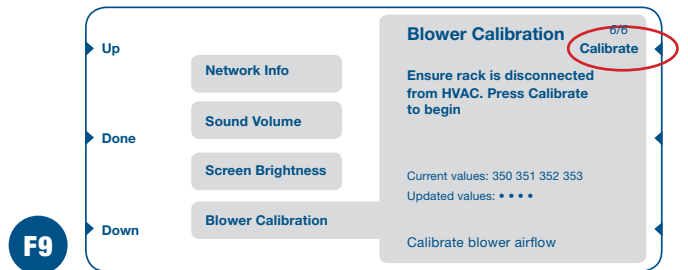 Up
Done
Down
Network Info
Sound Volume
Screen Brightness
Blower Calibration
Blower Calibration 6/6
Calibrate
Ensure rack is disconnected
from HVAC. Press Calibrate
to begin
Current values: 350 351 352 353
Updated values: • • • •
Calibrate blower airflow
F9